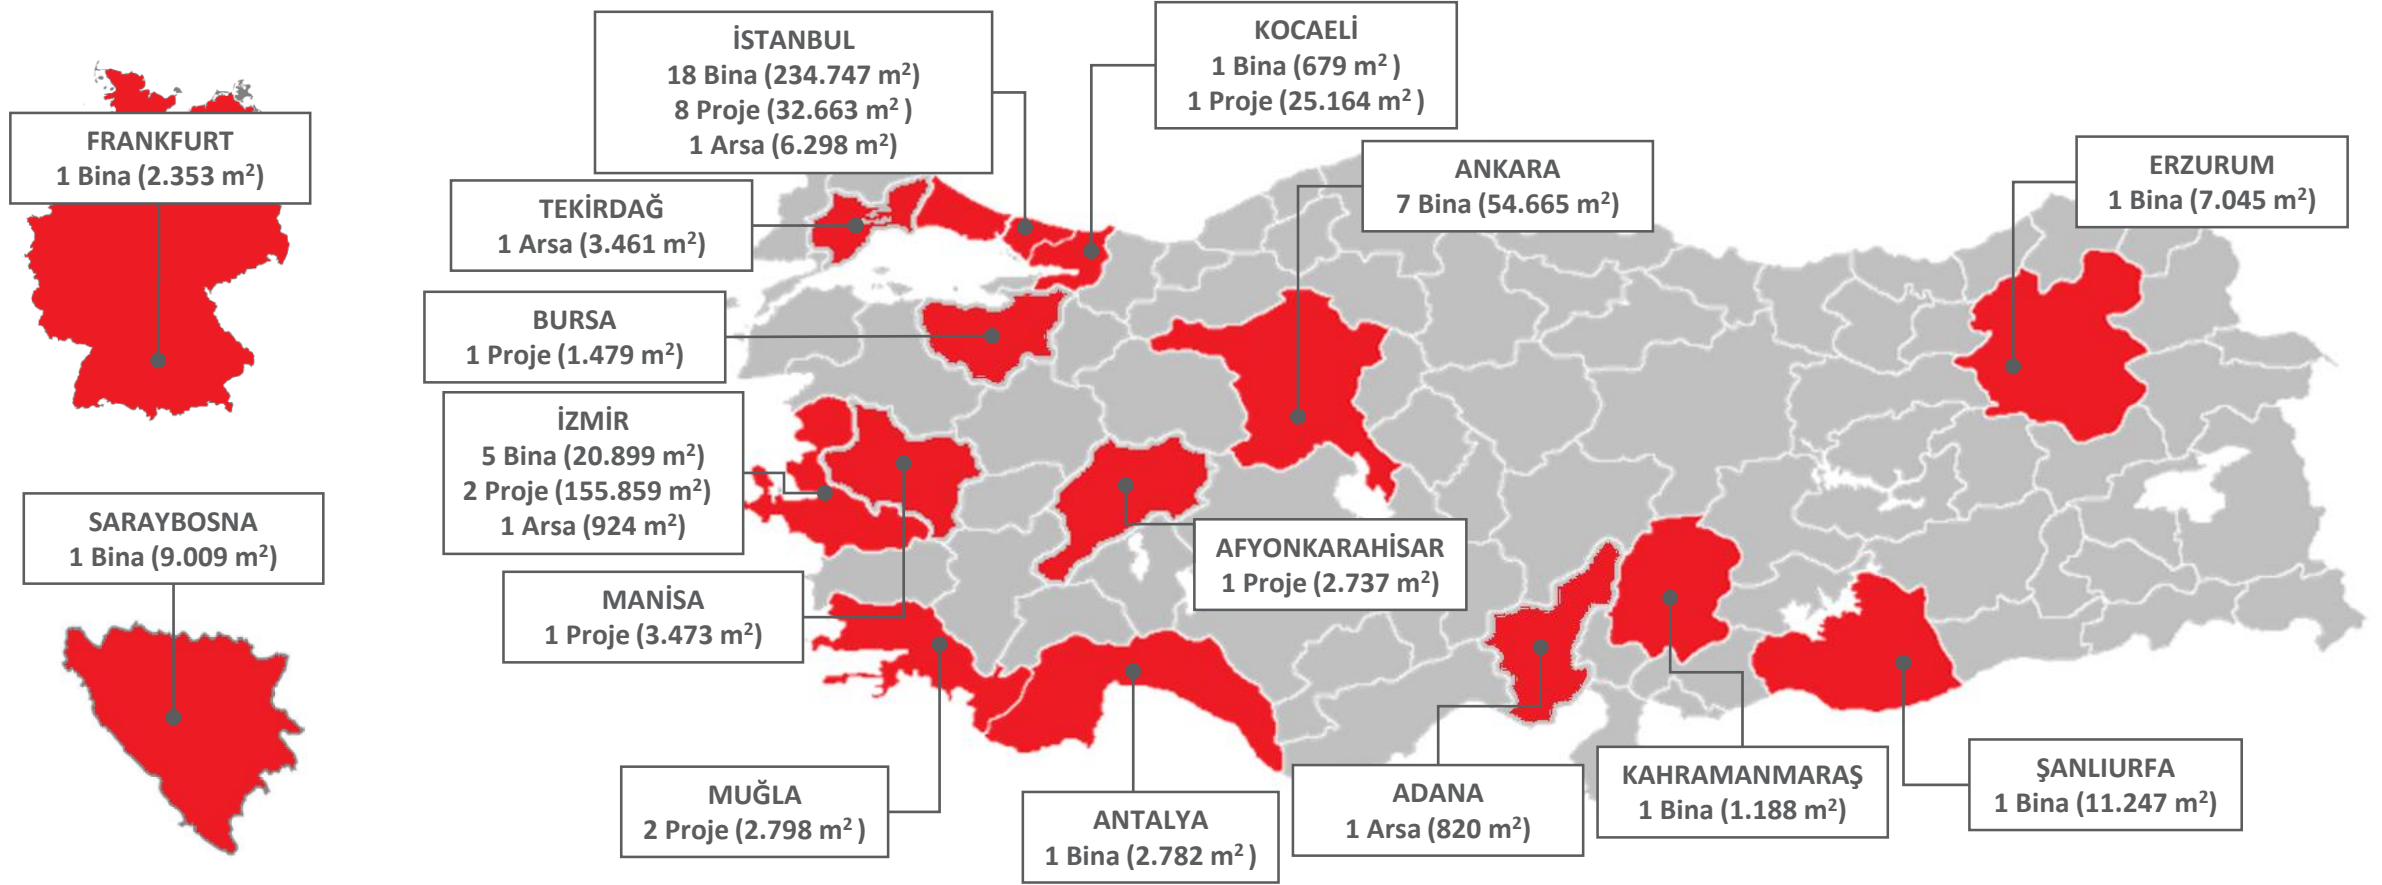 İSTANBUL
18 Bina (234.747 m²)
8 Proje (32.663 m²)
1 Arsa (6.298 m²)
KOCAELİ
1 Bina (679 m²)
1 Proje (25.164 m²)
FRANKFURT
1 Bina (2.353 m²)
ANKARA
7 Bina (54.665 m²)
ERZURUM
1 Bina (7.045 m²)
TEKİRDAĞ
1 Arsa (3.461 m²)
BURSA
1 Proje (1.479 m²)
İZMİR
5 Bina (20.899 m²)
2 Proje (155.859 m²)
1 Arsa (924 m²)
SARAYBOSNA
1 Bina (9.009 m²)
AFYONKARAHİSAR
1 Proje (2.737 m²)
MANİSA
1 Proje (3.473 m²)
MUĞLA
2 Proje (2.798 m²)
ANTALYA
1 Bina (2.782 m²)
ADANA
1 Arsa (820 m²)
KAHRAMANMARAŞ
1 Bina (1.188 m²)
ŞANLIURFA
1 Bina (11.247 m²)